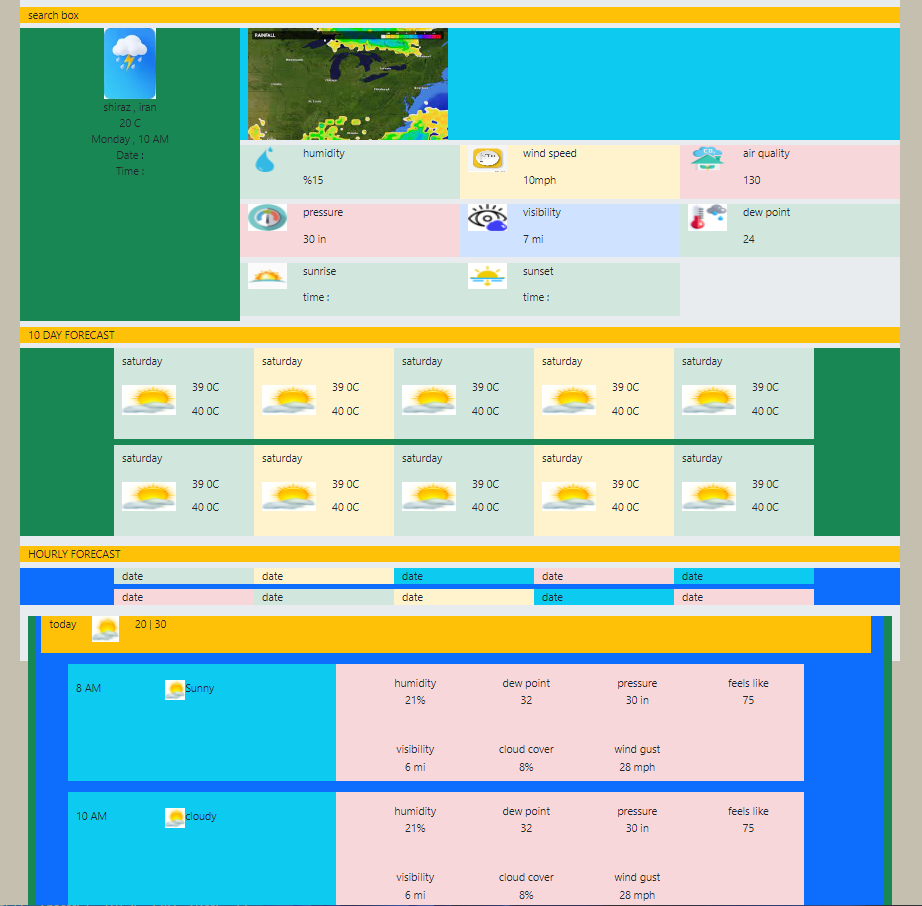 search box
shiraz , iran
20 C
Monday , 10 AM
Date :
Time :
RAINFALL
humidity
%15
wind speed
10mph
air quality
130
pressure
30 in
visibility
7 mi
dew point
24
sunrise
time :
sunset
time :
10 DAY FORECAST
saturday
39 0C
40 0C
saturday
39 0C
40 0C
saturday
39 0C
40 0C
saturday
39 0C
40 0C
saturday
39 0C
40 0C
saturday
39 0C
40 0C
saturday
39 0C
40 0C
saturday
39 0C
40 0C
saturday
39 0C
40 0C
saturday
39 0C
40 0C
HOURLY FORECAST
date date date date date
date date date date date
today 20 | 30
8 AM Sunny
humidity dew point pressure feels like
21% 32 30 in 75
visibility cloud cover wind gust
6 mi 8% 28 mph
10 AM cloudy
humidity dew point pressure feels like
21% 32 30 in 75
visibility cloud cover wind gust
6 mi 8% 28 mph